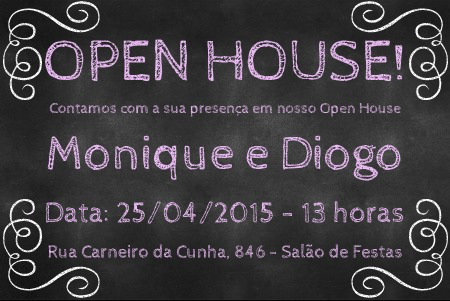 OPEN HOUSE!
Contamos com a sua presença em nosso Open House
Monique e Diogo
Data: 25/04/2015 - 13 horas
Rua Carneiro da Cunha, 846 - Salão de Festas